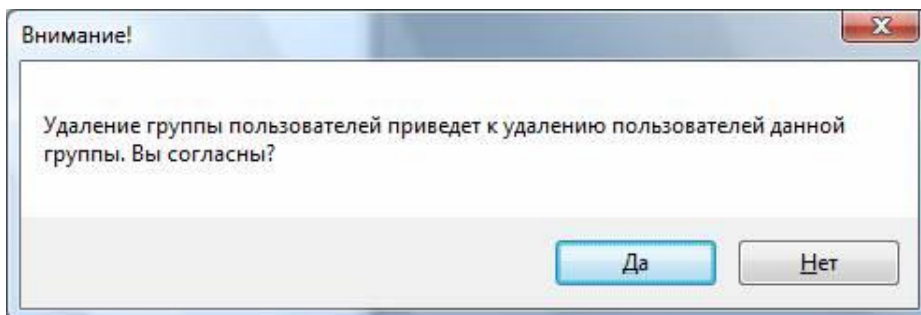 Внимание!
Удаление группы пользователей приведет к удалению пользователей данной
группы. Вы согласны?
Да
Нет